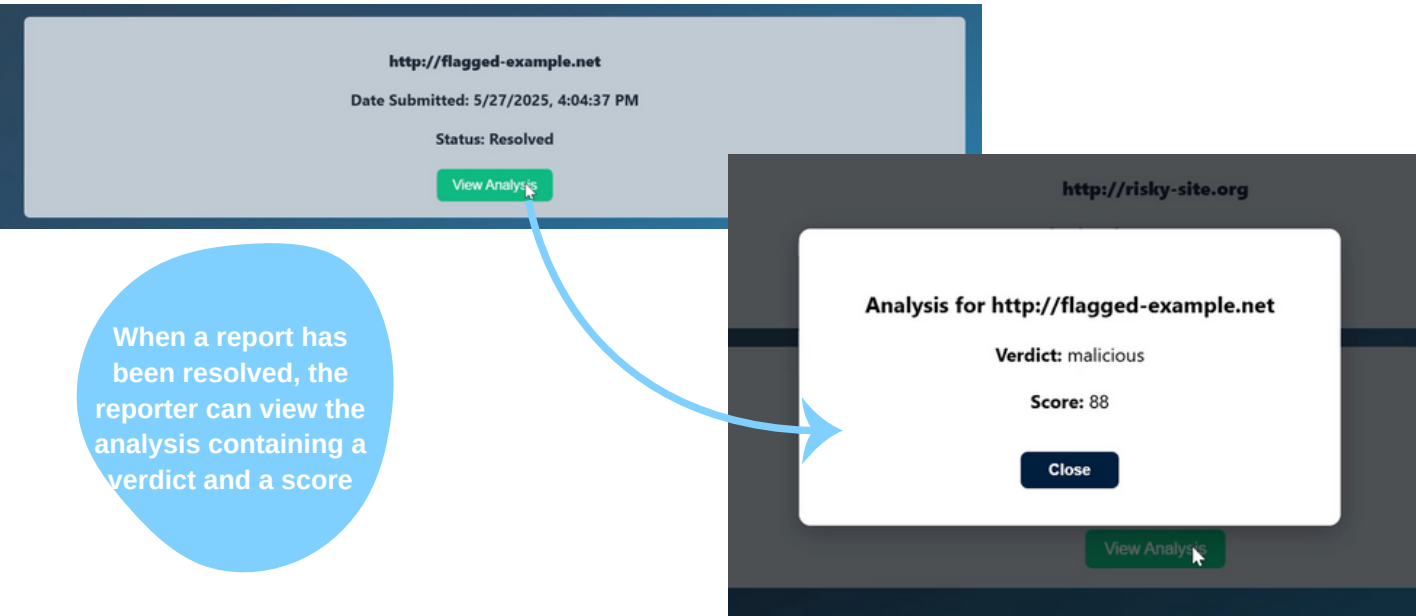 http://flagged-example.net
Date Submitted: 5/27/2025, 4:04:37 PM
Status: Resolved
View Analysis
When a report has
been resolved, the
reporter can view the
analysis containing a
verdict and a score
http://risky-site.org
Analysis for http://flagged-example.net
Verdict: malicious
Score: 88
Close
View Analysis